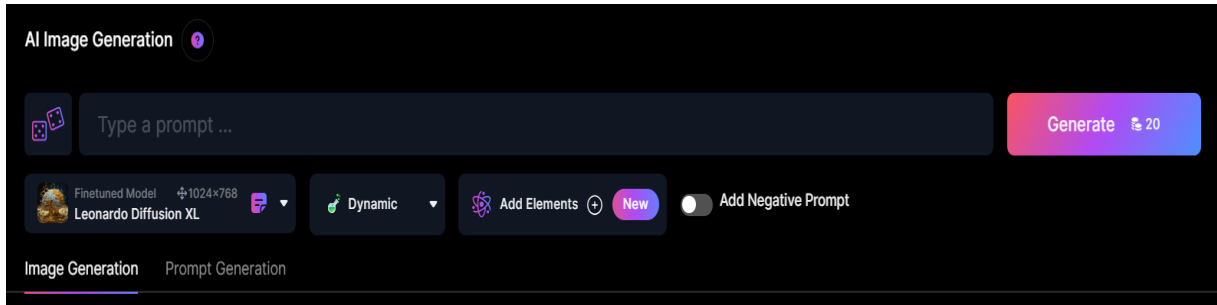 AI Image Generation ?
Type a prompt ...
Generate 20
Finetuned Model 1024×768
Leonardo Diffusion XL
Dynamic
Add Elements New
Add Negative Prompt
Image Generation Prompt Generation